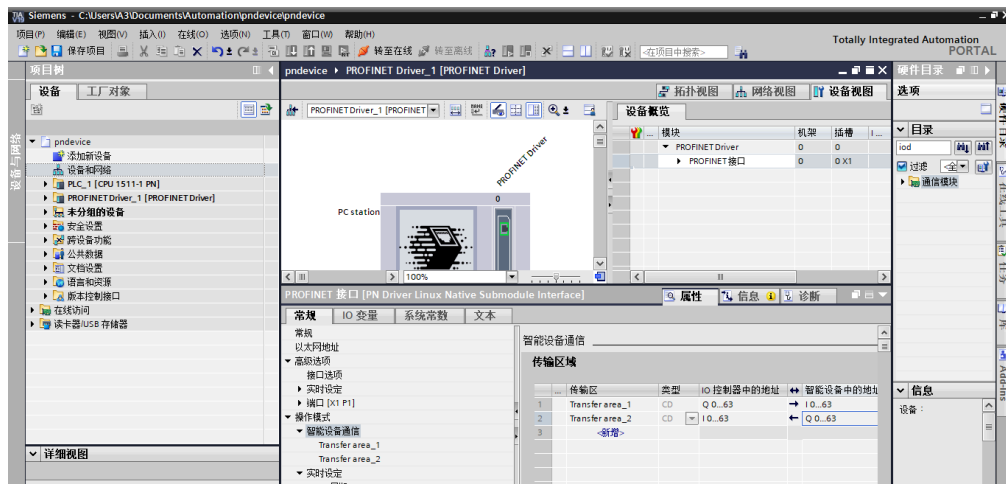 Siemens - C:\Users\A3\Documents\Automation\pndevice\pndevice
项目(P) 编辑(E) 视图(V) 插入(I) 在线(O) 选项(N) 工具(T) 窗口(W) 帮助(H)
Totally Integrated Automation
PORTAL
保存项目 转至在线 转至离线 <在项目中搜索>
项目树
pndevice ▸ PROFINET Driver_1 [PROFINET Driver]
硬件目录
设备 工厂对象
拓扑视图 网络视图 设备视图
选项
PROFINET Driver_1 [PROFINET
设备概览
模块 机架 插槽 I...
目录
iod
过滤 <全
通信模块
pndevice
添加新设备
设备和网络
PLC_1 [CPU 1511-1 PN]
PROFINET Driver_1 [PROFINET Driver]
未分组的设备
安全设置
跨设备功能
公共数据
文档设置
语言和资源
版本控制接口
在线访问
读卡器/USB 存储器
设备与网络
PROFINET Driver
0
PC station
PROFINET Driver 0 0
PROFINET接口 0 0 X1
100%
PROFINET 接口 [PN Driver Linux Native Submodule Interface]
属性 信息 诊断
常规 IO 变量 系统常数 文本
常规
以太网地址
高级选项
接口选项
实时设定
端口 [X1 P1]
操作模式
智能设备通信
Transfer area_1
Transfer area_2
实时设定
智能设备通信
传输区域
... 传输区 类型 IO 控制器中的地址 ↔ 智能设备中的地址
1 Transfer area_1 CD Q 0...63 → I 0...63
2 Transfer area_2 CD I 0...63 ← Q 0...63
3 <新增>
信息
设备：
详细视图
Add-ins